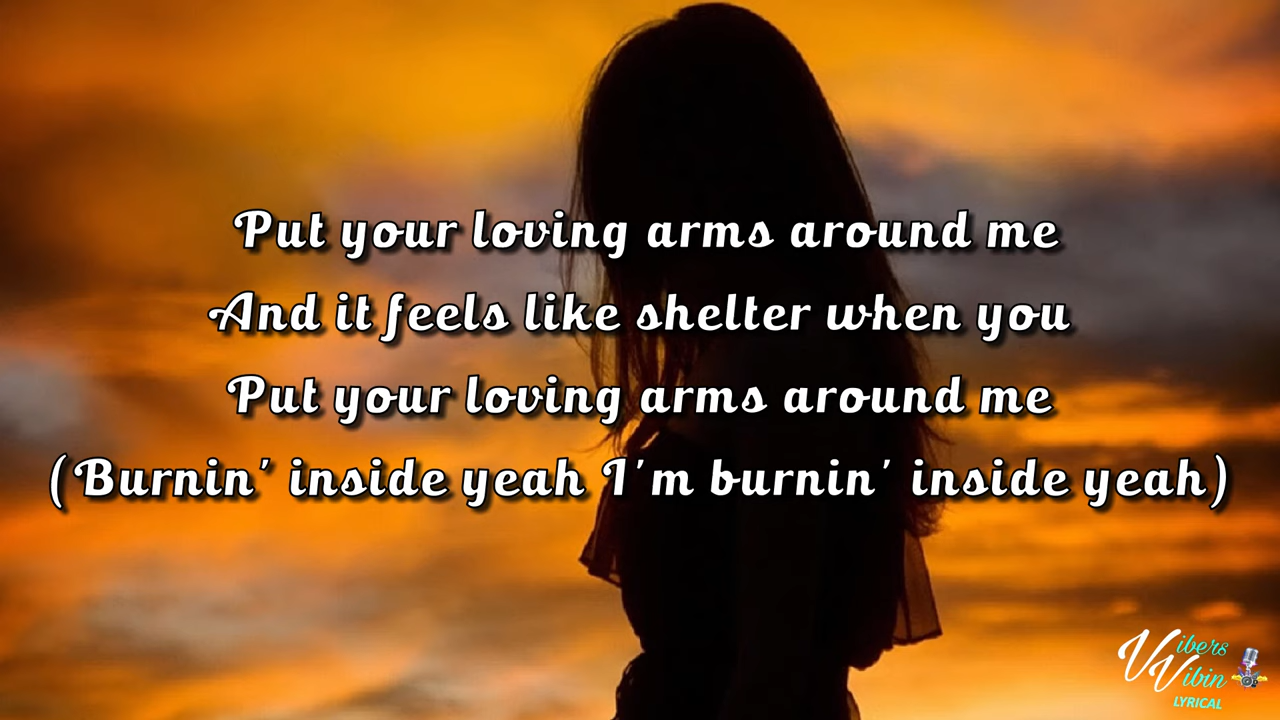 Put your loving arms around me
And it feels like shelter when you
Put your loving arms around me
(Burnin' inside yeah I'm burnin' inside yeah)
Vibers
Vibin
LYRICAL